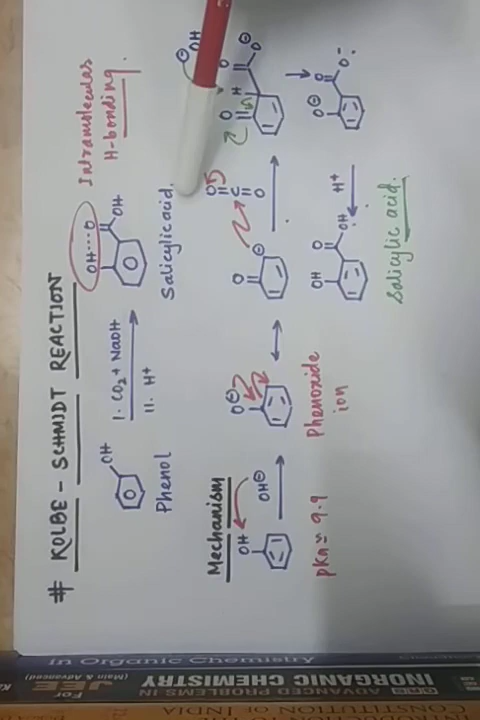 # KOLBE - SCHMIDT REACTION
OH
Phenol
I. CO2 + NaOH
II. H+
OH···O
OH
Salicylic acid.
Intramolecular
H-bonding.
Mechanism
OH
OH⊖
pKa ≈ 9.9
O⊖
Phenoxide
ion
O
⊖
O
C
O
O
H
O
O⊖
⊖OH
O⊖
O
O:
H+
OH
O
OH
Salicylic acid.
In Organic Chemistry
ADVANCED PROBLEMS IN
INORGANIC CHEMISTRY
For
JEE
(Main & Advanced)
CONSTITUTION OF INDIA